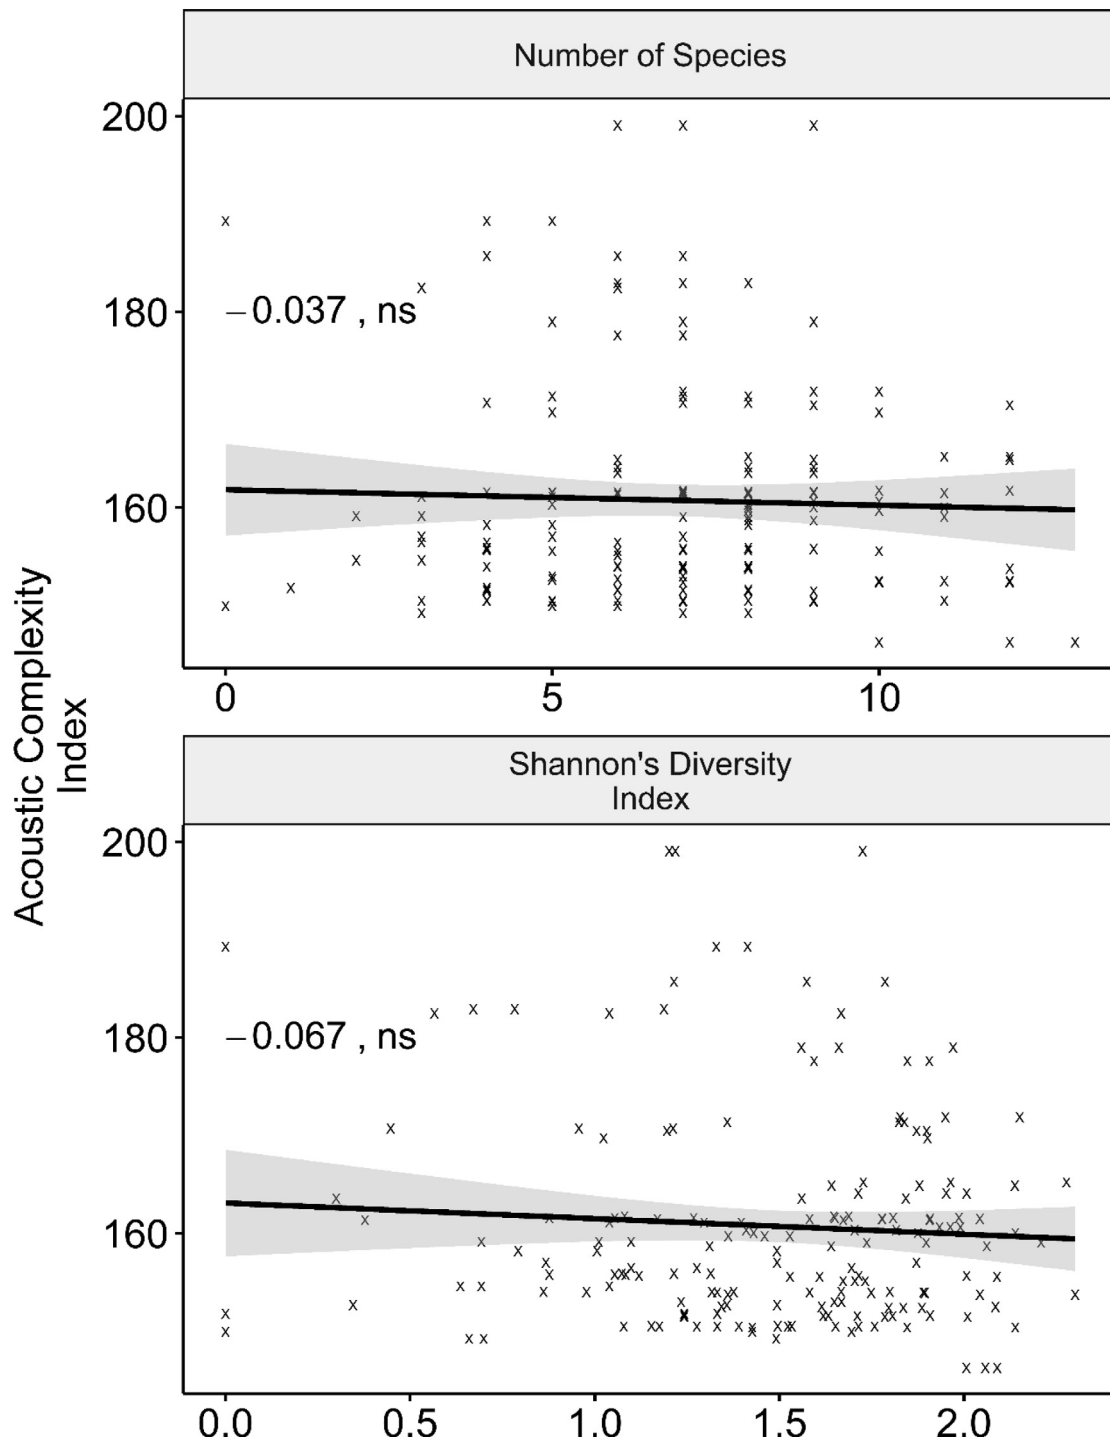 Number of Species
200
180
160
−0.037 , ns
0
5
10
Acoustic Complexity
Index
Shannon's Diversity
Index
200
180
160
−0.067 , ns
0.0
0.5
1.0
1.5
2.0